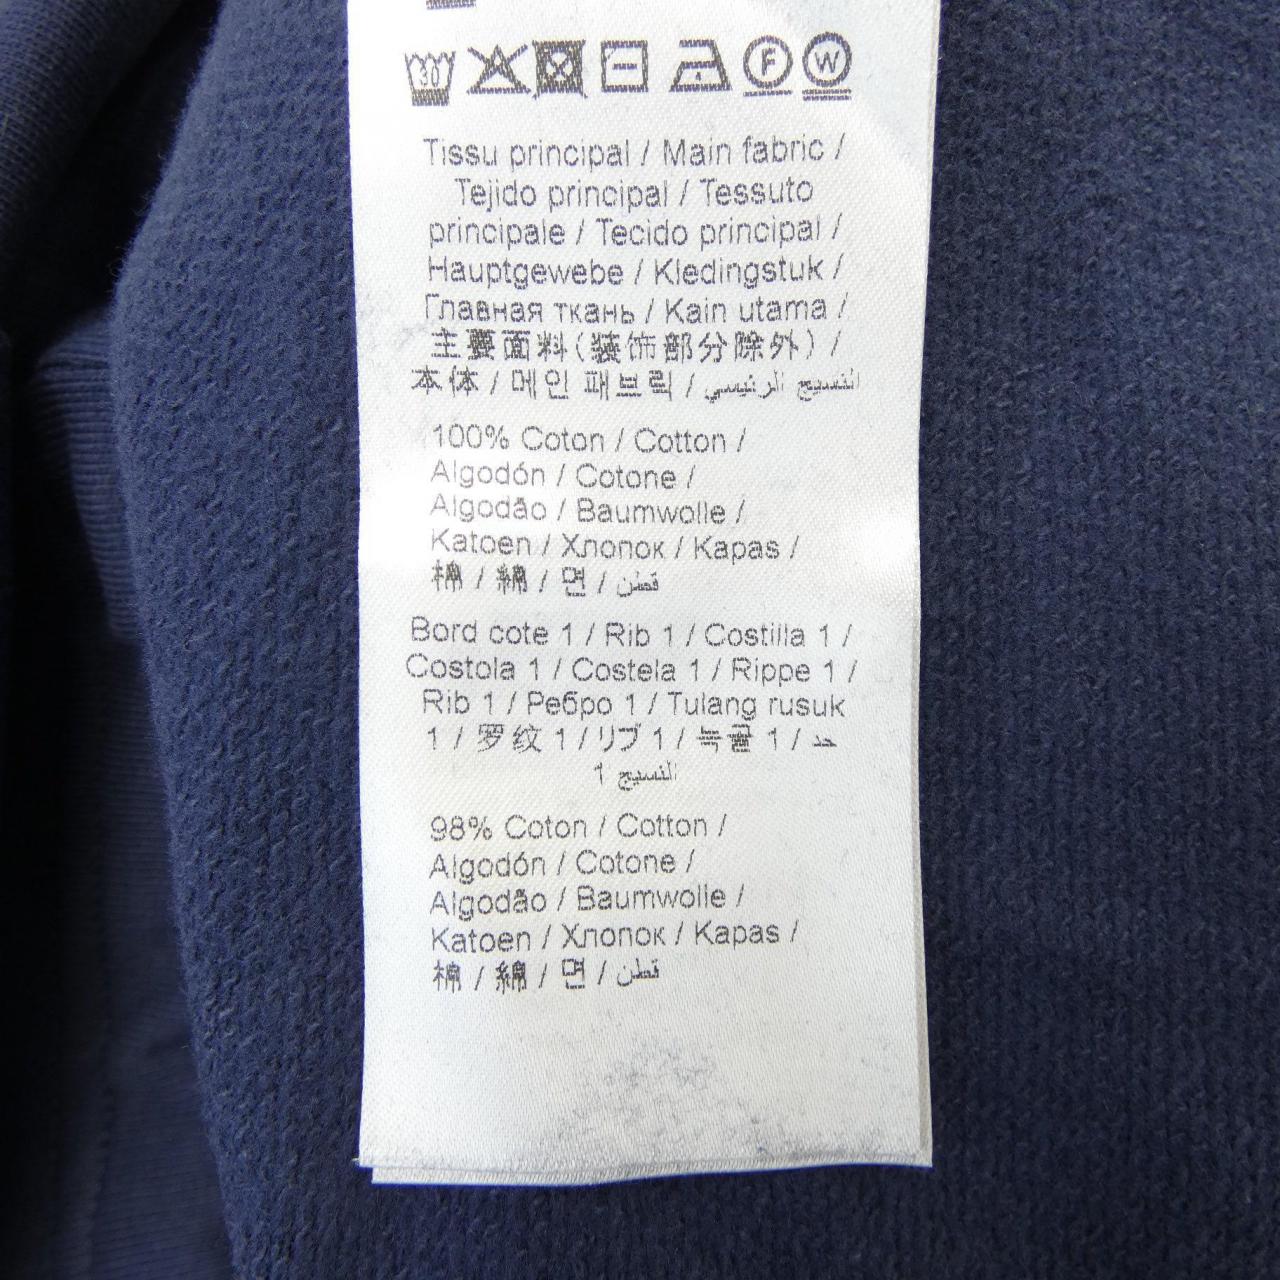 30 F W
Tissu principal / Main fabric /
Tejido principal / Tessuto
principale / Tecido principal /
Hauptgewebe / Kledingstuk /
Главная ткань / Kain utama /
主要面料(装饰部分除外) /
本体 / 메인 패브릭 / النسيج الرئيسي
100% Coton / Cotton /
Algodón / Cotone /
Algodão / Baumwolle /
Katoen / Хлопок / Kapas /
棉 / 綿 / 면 / قطن
Bord cote 1 / Rib 1 / Costilla 1 /
Costola 1 / Costela 1 / Rippe 1 /
Rib 1 / Ребро 1 / Tulang rusuk
1 / 罗纹 1 / リブ 1 / 늑골 1 / حد
النسيج 1
98% Coton / Cotton /
Algodón / Cotone /
Algodão / Baumwolle /
Katoen / Хлопок / Kapas /
棉 / 綿 / 면 / قطن